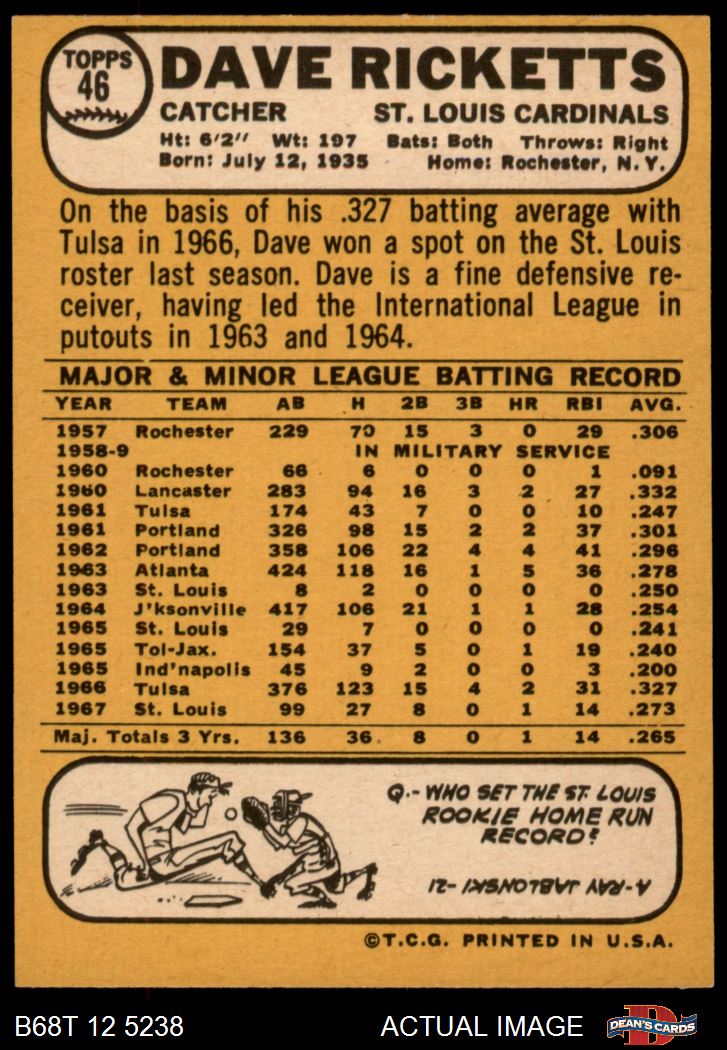 TOPPS
46
DAVE RICKETTS
CATCHER ST. LOUIS CARDINALS
Ht: 6'2" Wt: 197 Bats: Both Throws: Right
Born: July 12, 1935 Home: Rochester, N.Y.
On the basis of his .327 batting average with
Tulsa in 1966, Dave won a spot on the St. Louis
roster last season. Dave is a fine defensive re-
ceiver, having led the International League in
putouts in 1963 and 1964.
MAJOR & MINOR LEAGUE BATTING RECORD
YEAR TEAM AB H 2B 3B HR RBI AVG.
1957 Rochester 229 70 15 3 0 29 .306
1958-9 IN MILITARY SERVICE
1960 Rochester 66 6 0 0 0 1 .091
1960 Lancaster 283 94 16 3 2 27 .332
1961 Tulsa 174 43 7 0 0 10 .247
1961 Portland 326 98 15 2 2 37 .301
1962 Portland 358 106 22 4 4 41 .296
1963 Atlanta 424 118 16 1 5 36 .278
1963 St. Louis 8 2 0 0 0 0 .250
1964 J'ksonville 417 106 21 1 1 28 .254
1965 St. Louis 29 7 0 0 0 0 .241
1965 Tol-Jax. 154 37 5 0 1 19 .240
1965 Ind'napolis 45 9 2 0 0 3 .200
1966 Tulsa 376 123 15 4 2 31 .327
1967 St. Louis 99 27 8 0 1 14 .273
Maj. Totals 3 Yrs. 136 36 8 0 1 14 .265
Q.- WHO SET THE ST. LOUIS
ROOKIE HOME RUN
RECORD?
A-RAY JABLONSKI -21
©T.C.G. PRINTED IN U.S.A.
B68T 12 5238 ACTUAL IMAGE DEAN'S CARDS